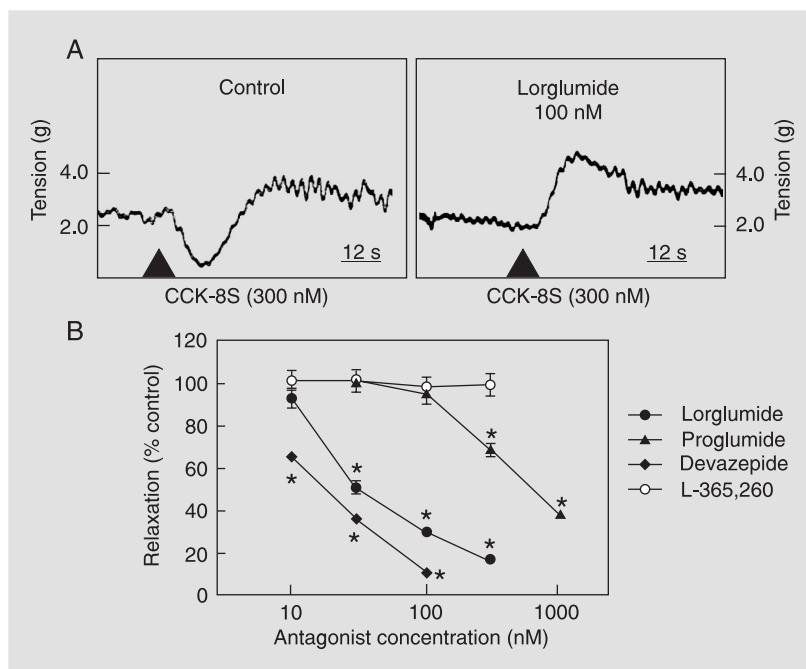 A
Control
Tension (g)
4.0
2.0
12 s
CCK-8S (300 nM)
Lorglumide
100 nM
4.0
2.0
Tension (g)
12 s
CCK-8S (300 nM)
B
120
100
80
60
40
20
0
Relaxation (% control)
* * * * * * * *
10 100 1000
Antagonist concentration (nM)
Lorglumide
Proglumide
Devazepide
L-365,260